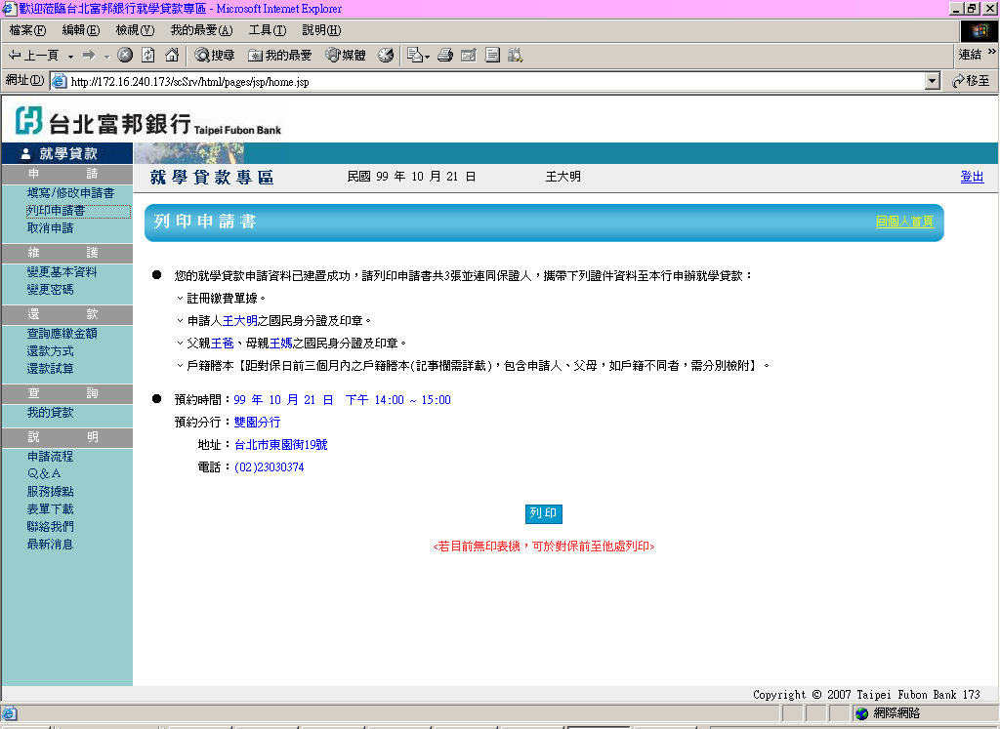 歡迎蒞臨台北富邦銀行就學貸款專區 - Microsoft Internet Explorer
檔案(F) 編輯(E) 檢視(V) 我的最愛(A) 工具(T) 說明(H)
上一頁 搜尋 我的最愛 媒體 連結 »
網址(D) http://172.16.240.173/scSrv/html/pages/jsp/home.jsp 移至
台北富邦銀行 Taipei Fubon Bank
就學貸款
申 請
填寫/修改申請書
列印申請書
取消申請
維 護
變更基本資料
變更密碼
還 款
查詢應繳金額
還款方式
還款試算
查 詢
我的貸款
說 明
申請流程
Q&A
服務據點
表單下載
聯絡我們
最新消息
就學貸款專區 民國 99 年 10 月 21 日 王大明 登出
列印申請書 回個人首頁
● 您的就學貸款申請資料已建置成功，請列印申請書共3張並連同保證人，攜帶下列證件資料至本行申辦就學貸款：
ˇ註冊繳費單據。
ˇ申請人王大明之國民身分證及印章。
ˇ父親王爸、母親王媽之國民身分證及印章。
ˇ戶籍謄本【距對保日前三個月內之戶籍謄本(記事欄需詳載)，包含申請人、父母，如戶籍不同者，需分別檢附】。
● 預約時間：99 年 10 月 21 日 下午 14:00 ~ 15:00
預約分行：雙園分行
地址：台北市東園街19號
電話：(02)23030374
列印
<若目前無印表機，可於對保前至他處列印>
Copyright © 2007 Taipei Fubon Bank 173
網際網路